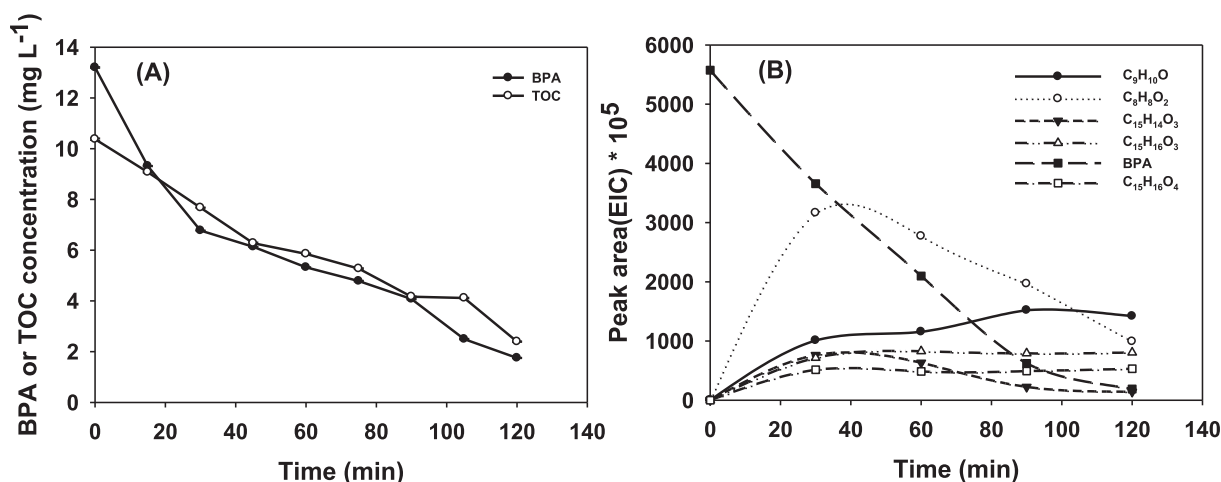 (A)
BPA
TOC
BPA or TOC concentration (mg L⁻¹)
14
12
10
8
6
4
2
0
0 20 40 60 80 100 120 140
Time (min)
(B)
C₉H₁₀O
C₈H₈O₂
C₁₅H₁₄O₃
C₁₅H₁₆O₃
BPA
C₁₅H₁₆O₄
Peak area(EIC) * 10⁵
6000
5000
4000
3000
2000
1000
0
0 20 40 60 80 100 120 140
Time (min)